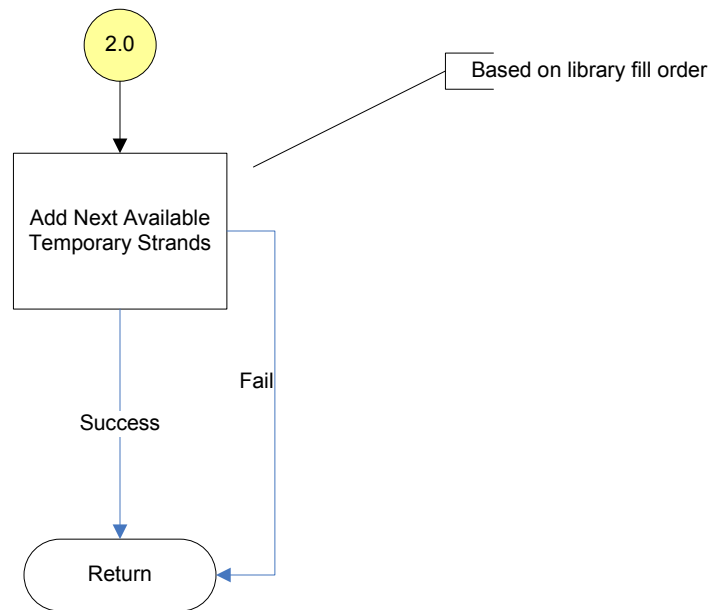 2.0
Based on library fill order
Add Next Available
Temporary Strands
Fail
Success
Return